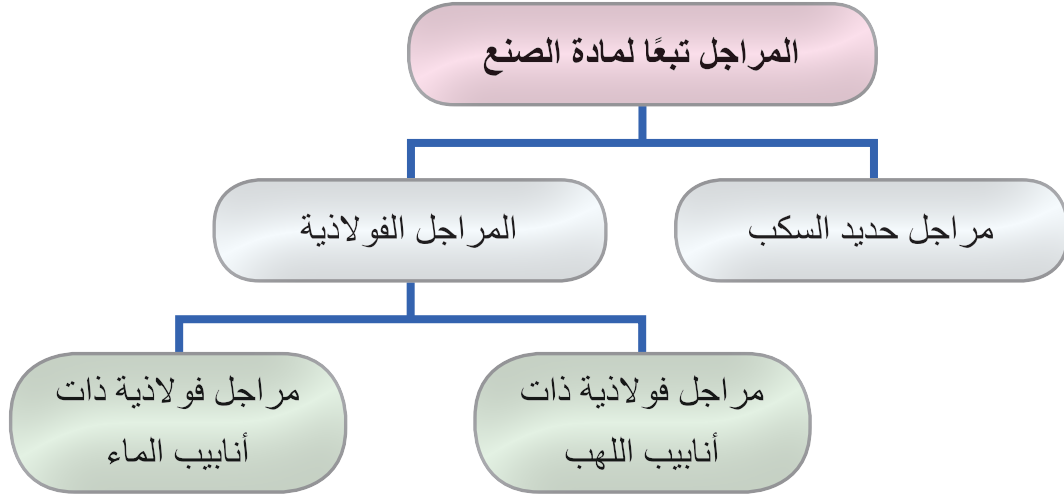 المراجل تبعًا لمادة الصنع
مراجل حديد السكب
المراجل الفولاذية
مراجل فولاذية ذات
أنابيب اللهب
مراجل فولاذية ذات
أنابيب الماء